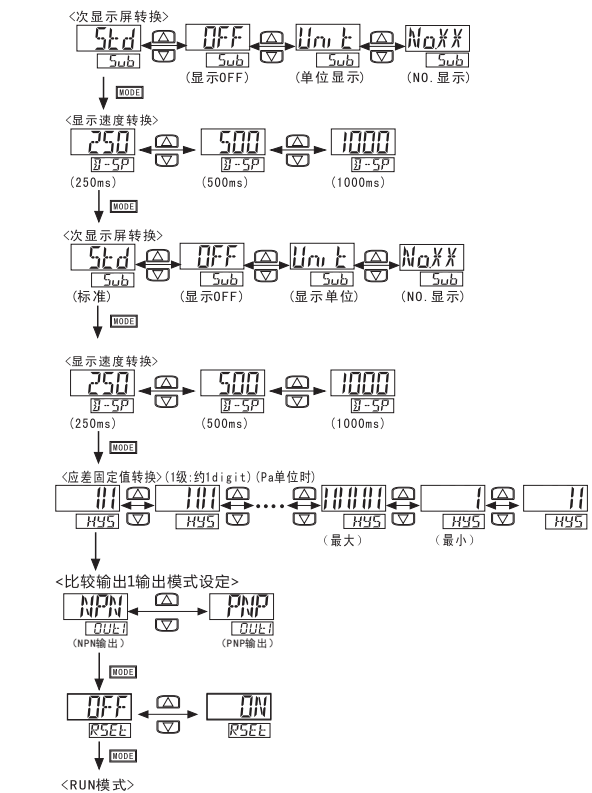 <次显示屏转换>
Std OFF Unit No.XX
Sub Sub Sub Sub
(显示OFF) (单位显示) (NO.显示)
MODE
<显示速度转换>
250 500 1000
D-SP D-SP D-SP
(250ms) (500ms) (1000ms)
MODE
<次显示屏转换>
Std OFF Unit NoXX
Sub Sub Sub Sub
(标准) (显示OFF) (显示单位) (NO.显示)
MODE
<显示速度转换>
250 500 1000
D-SP D-SP D-SP
(250ms) (500ms) (1000ms)
MODE
<应差固定值转换>(1级:约1digit)(Pa单位时)
III IIII •••• IIIIIII I II
HYS HYS HYS HYS HYS
(最大) (最小)
<比较输出1输出模式设定>
NPN PNP
OUt1 OUt1
(NPN输出) (PNP输出)
MODE
OFF ON
RSEt RSEt
MODE
<RUN模式>